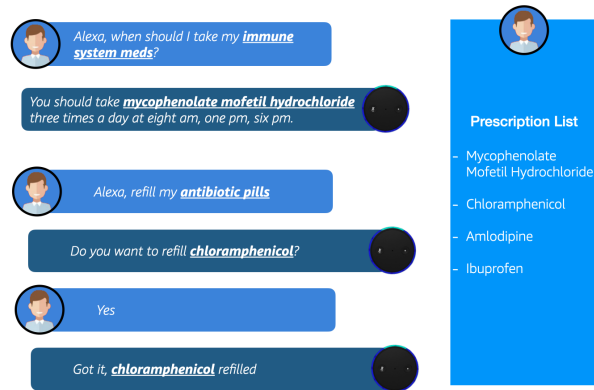 Alexa, when should I take my immune
system meds?
You should take mycophenolate mofetil hydrochloride
three times a day at eight am, one pm, six pm.
Alexa, refill my antibiotic pills
Do you want to refill chloramphenicol?
Yes
Got it, chloramphenicol refilled
Prescription List
- Mycophenolate
Mofetil Hydrochloride
- Chloramphenicol
- Amlodipine
- Ibuprofen